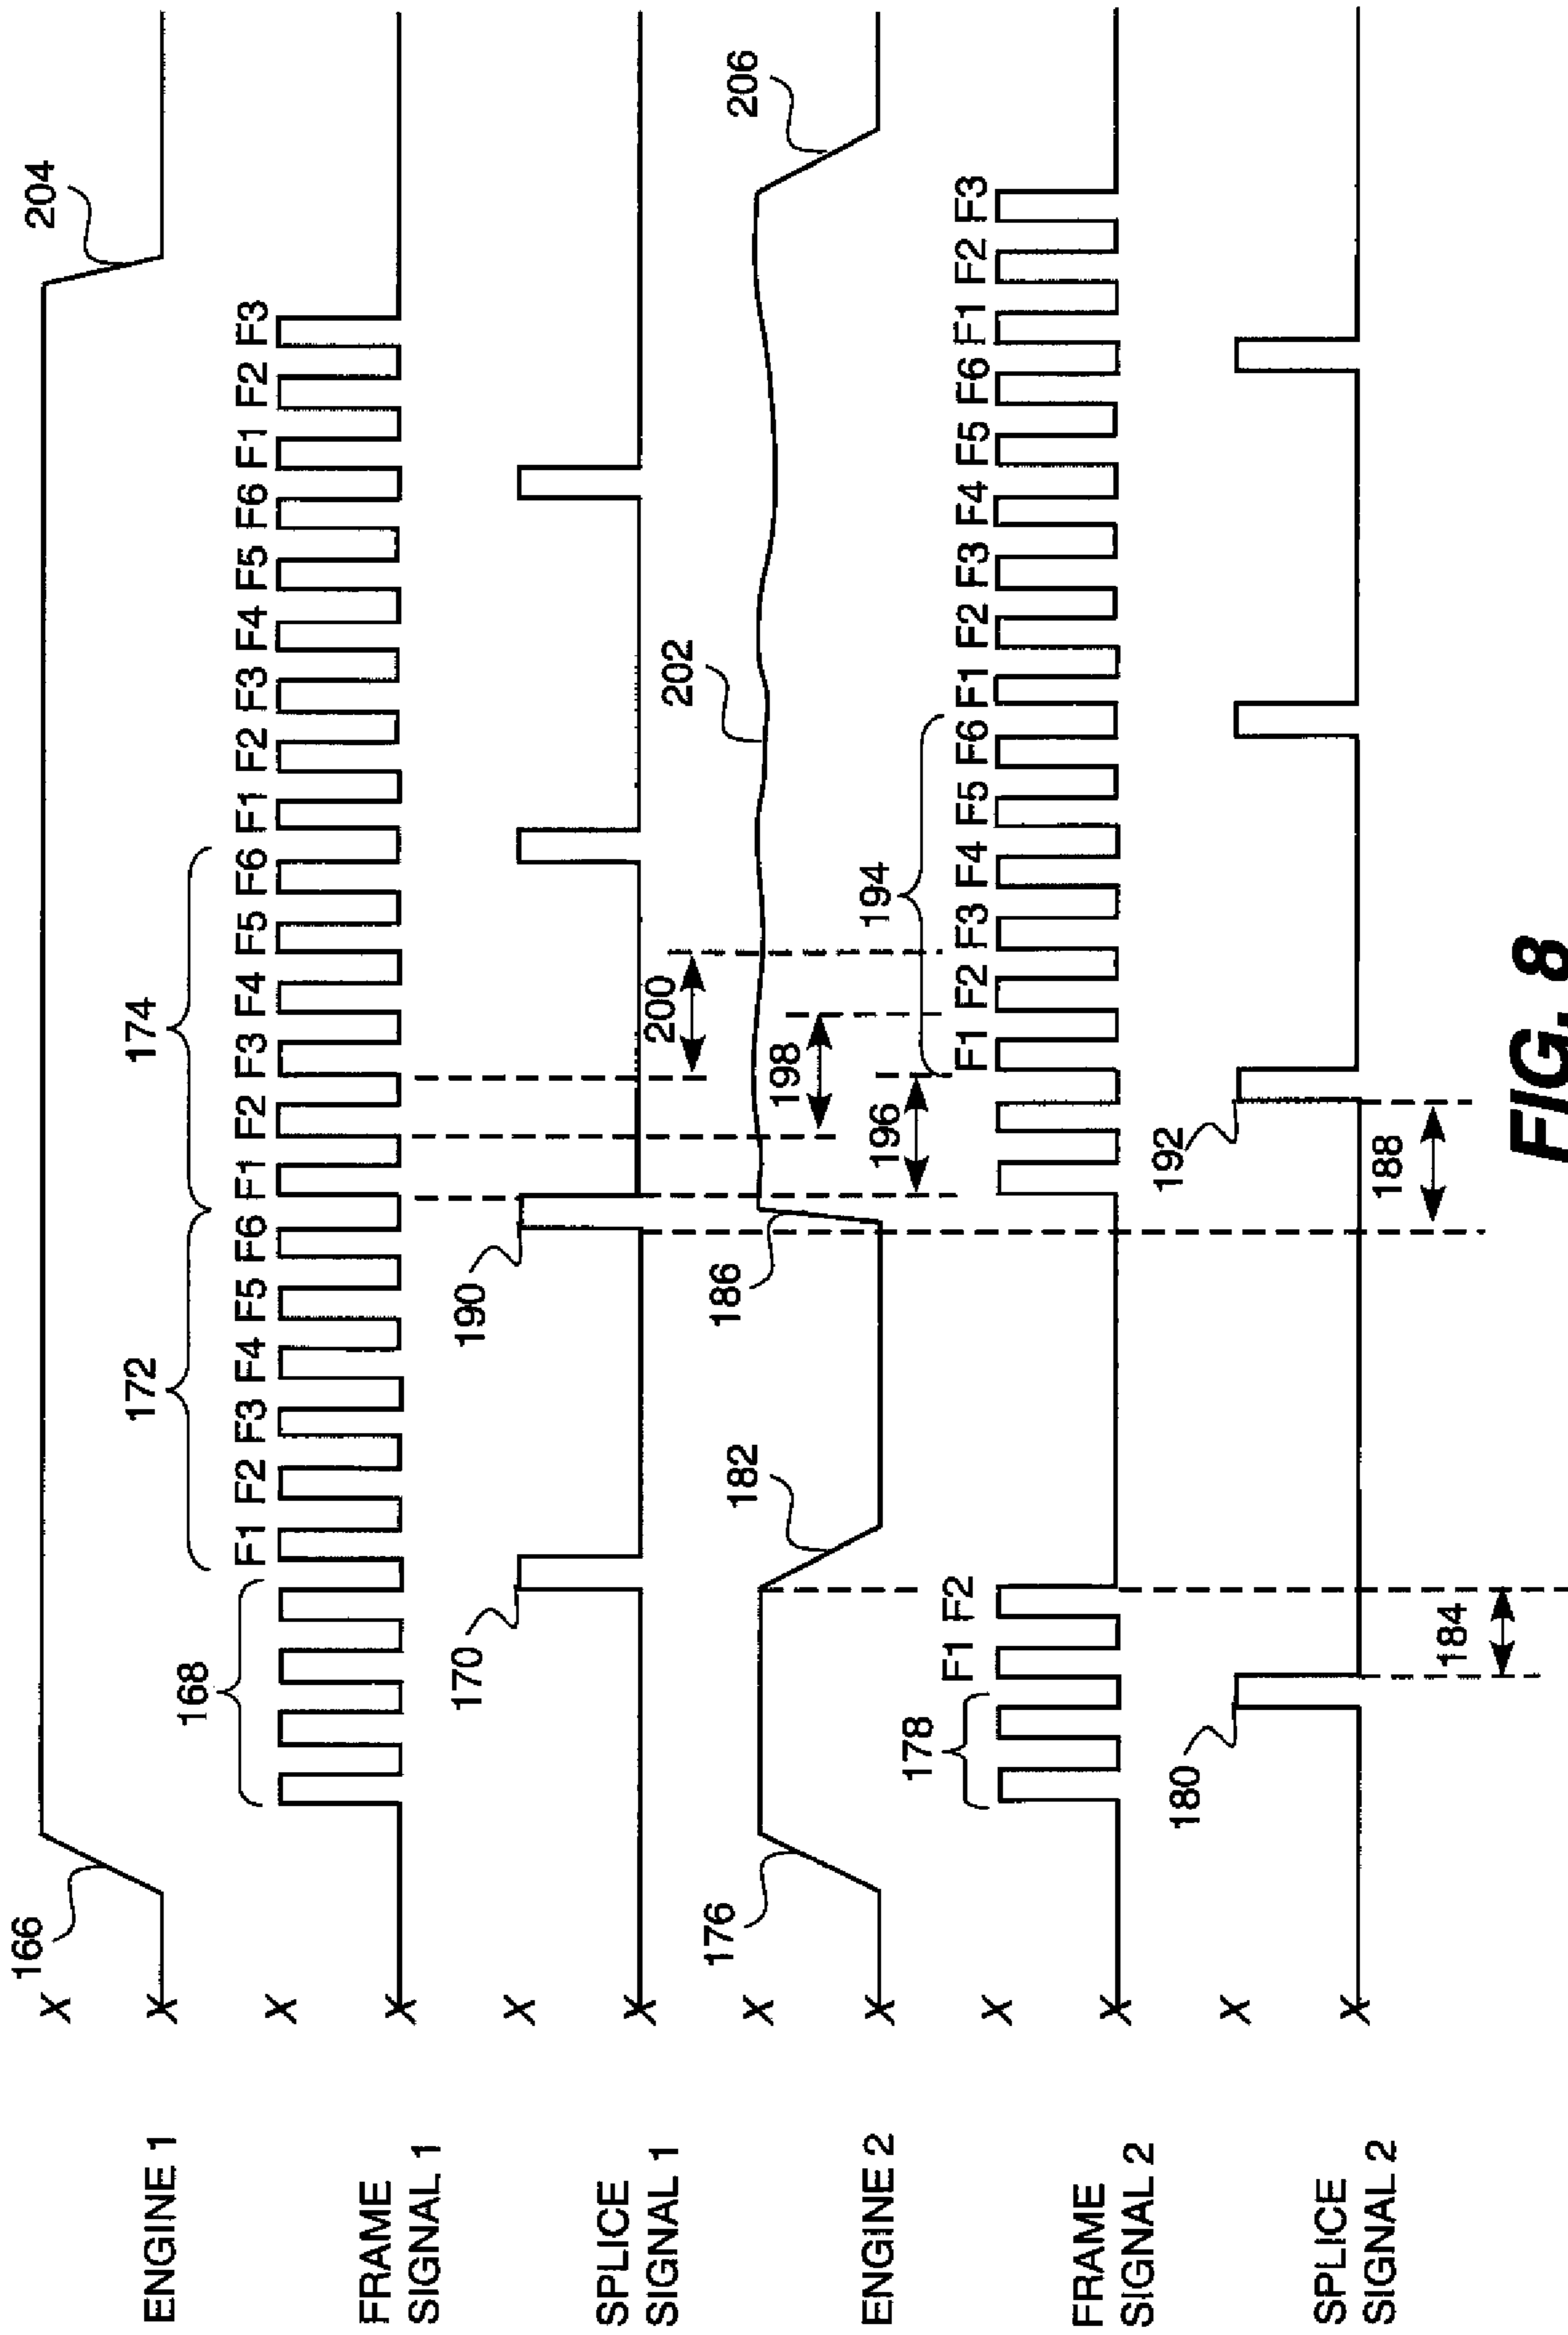 166 204
X
ENGINE 1 X
168 172 174
F1 F2 F3 F4 F5 F6 F1 F2 F3 F4 F5 F6 F1 F2 F3 F4 F5 F6 F1 F2 F3
X
FRAME
SIGNAL 1
X
170 190
X
SPLICE
SIGNAL 1
X
200 202
176 182 186 206
X
198
ENGINE 2 X
196 194
178 F1 F2 F1 F2 F3 F4 F5 F6 F1 F2 F3 F4 F5 F6 F1 F2 F3
X
FRAME
SIGNAL 2
X
180 192
X
SPLICE
SIGNAL 2
X
184 188
FIG. 8